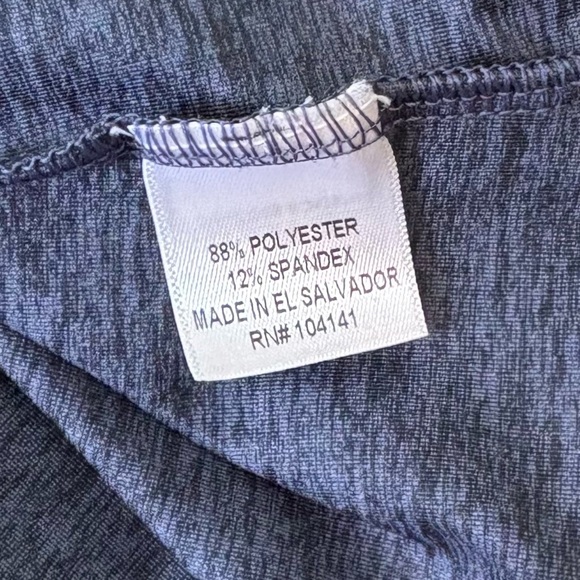 88% POLYESTER
12% SPANDEX
MADE IN EL SALVADOR
RN# 104141